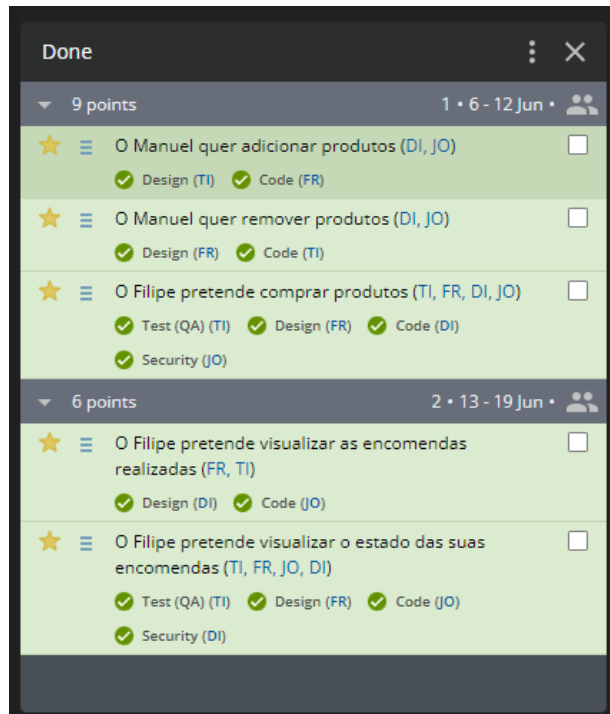 Done
9 points 1 • 6 - 12 Jun •
O Manuel quer adicionar produtos (DI, JO)
Design (TI) Code (FR)
O Manuel quer remover produtos (DI, JO)
Design (FR) Code (TI)
O Filipe pretende comprar produtos (TI, FR, DI, JO)
Test (QA) (TI) Design (FR) Code (DI)
Security (JO)
6 points 2 • 13 - 19 Jun •
O Filipe pretende visualizar as encomendas
realizadas (FR, TI)
Design (DI) Code (JO)
O Filipe pretende visualizar o estado das suas
encomendas (TI, FR, JO, DI)
Test (QA) (TI) Design (FR) Code (JO)
Security (DI)